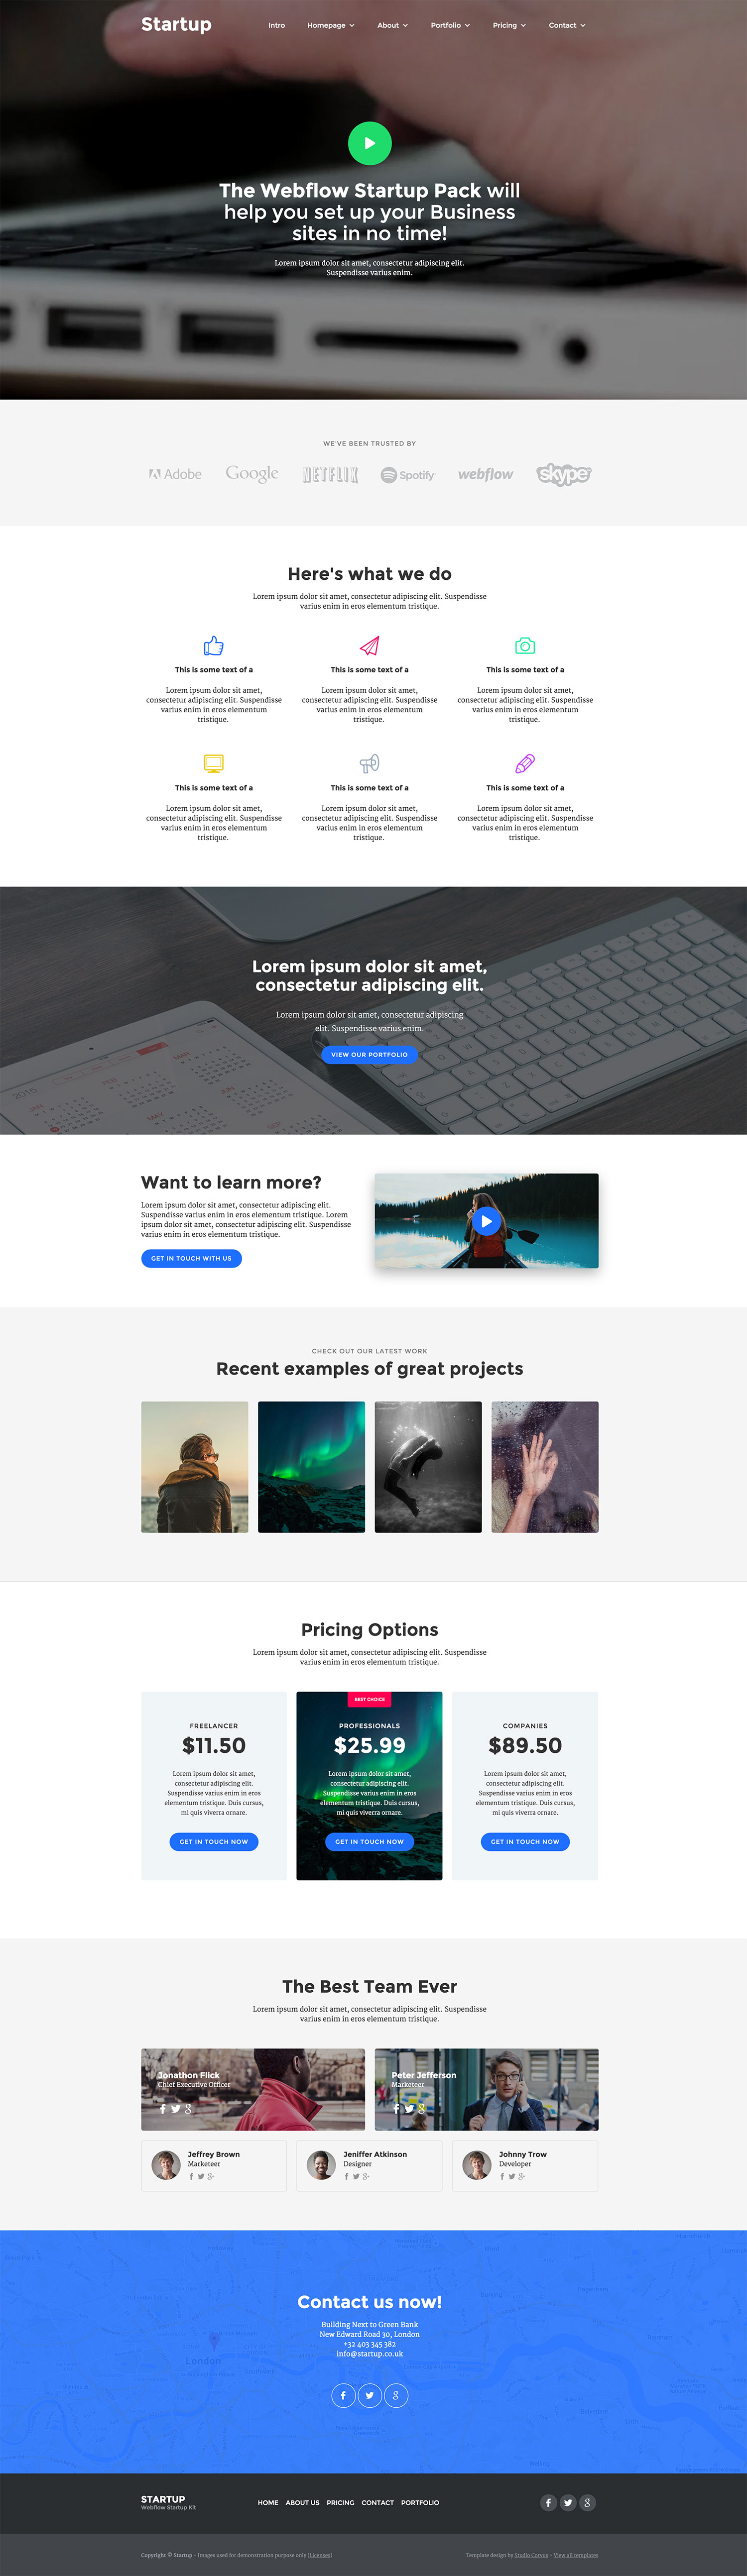 Startup
Intro Homepage About Portfolio Pricing Contact
The Webflow Startup Pack will
help you set up your Business
sites in no time!
Lorem ipsum dolor sit amet, consectetur adipiscing elit.
Suspendisse varius enim.
WE'VE BEEN TRUSTED BY
Adobe Google NETFLIX Spotify webflow skype
Here's what we do
Lorem ipsum dolor sit amet, consectetur adipiscing elit. Suspendisse
varius enim in eros elementum tristique.
This is some text of a
Lorem ipsum dolor sit amet,
consectetur adipiscing elit. Suspendisse
varius enim in eros elementum
tristique.
This is some text of a
Lorem ipsum dolor sit amet,
consectetur adipiscing elit. Suspendisse
varius enim in eros elementum
tristique.
This is some text of a
Lorem ipsum dolor sit amet,
consectetur adipiscing elit. Suspendisse
varius enim in eros elementum
tristique.
This is some text of a
Lorem ipsum dolor sit amet,
consectetur adipiscing elit. Suspendisse
varius enim in eros elementum
tristique.
This is some text of a
Lorem ipsum dolor sit amet,
consectetur adipiscing elit. Suspendisse
varius enim in eros elementum
tristique.
This is some text of a
Lorem ipsum dolor sit amet,
consectetur adipiscing elit. Suspendisse
varius enim in eros elementum
tristique.
Lorem ipsum dolor sit amet,
consectetur adipiscing elit.
Lorem ipsum dolor sit amet, consectetur adipiscing
elit. Suspendisse varius enim.
VIEW OUR PORTFOLIO
2015
Want to learn more?
Lorem ipsum dolor sit amet, consectetur adipiscing elit.
Suspendisse varius enim in eros elementum tristique. Lorem
ipsum dolor sit amet, consectetur adipiscing elit. Suspendisse
varius enim in eros elementum tristique.
GET IN TOUCH WITH US
CHECK OUT OUR LATEST WORK
Recent examples of great projects
Pricing Options
Lorem ipsum dolor sit amet, consectetur adipiscing elit. Suspendisse
varius enim in eros elementum tristique.
FREELANCER
$11.50
Lorem ipsum dolor sit amet,
consectetur adipiscing elit.
Suspendisse varius enim in eros
elementum tristique. Duis cursus,
mi quis viverra ornare.
GET IN TOUCH NOW
BEST CHOICE
PROFESSIONALS
$25.99
Lorem ipsum dolor sit amet,
consectetur adipiscing elit.
Suspendisse varius enim in eros
elementum tristique. Duis cursus,
mi quis viverra ornare.
GET IN TOUCH NOW
COMPANIES
$89.50
Lorem ipsum dolor sit amet,
consectetur adipiscing elit.
Suspendisse varius enim in eros
elementum tristique. Duis cursus,
mi quis viverra ornare.
GET IN TOUCH NOW
The Best Team Ever
Lorem ipsum dolor sit amet, consectetur adipiscing elit. Suspendisse
varius enim in eros elementum tristique.
Jonathon Flick
Chief Executive Officer
Peter Jefferson
Marketeer
Jeffrey Brown
Marketeer
Jeniffer Atkinson
Designer
Johnny Trow
Developer
Contact us now!
Building Next to Green Bank
New Edward Road 30, London
+32 403 345 382
info@startup.co.uk
London
STARTUP
Webflow Startup Kit
HOME ABOUT US PRICING CONTACT PORTFOLIO
Copyright © Startup - Images used for demonstration purpose only (Licenses)
Template design by Studio Corvus - View all templates